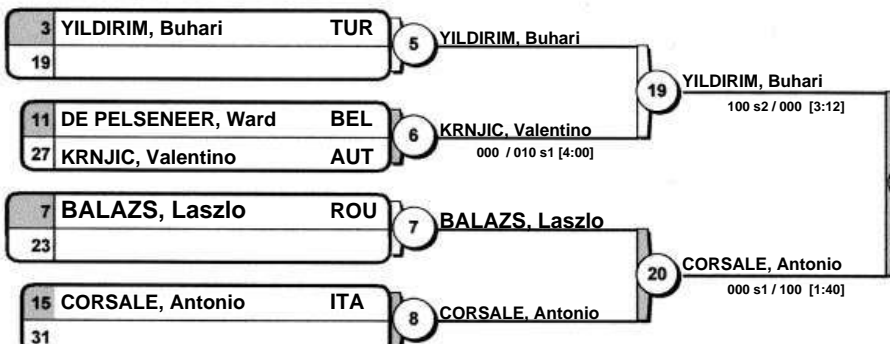 3 YILDIRIM, Buhari TUR
19
5 YILDIRIM, Buhari
11 DE PELSENEER, Ward BEL
27 KRNJIC, Valentino AUT
6 KRNJIC, Valentino
000 / 010 s1 [4:00]
19 YILDIRIM, Buhari
100 s2 / 000 [3:12]
7 BALAZS, Laszlo ROU
23
7 BALAZS, Laszlo
15 CORSALE, Antonio ITA
31
8 CORSALE, Antonio
20 CORSALE, Antonio
000 s1 / 100 [1:40]